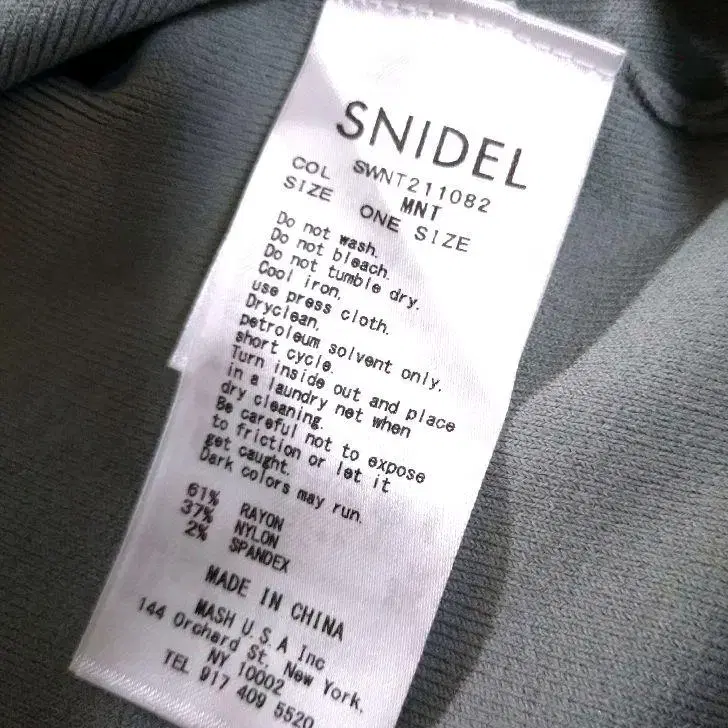 SNIDEL
SWNT211082
COL MNT
SIZE ONE SIZE
Do not wash.
Do not bleach.
Do not tumble dry.
Cool iron,
use press cloth.
Dryclean,
petroleum solvent only,
short cycle.
Turn inside out and place
in a laundry net when
dry cleaning.
Be careful not to expose
to friction or let it
get caught.
Dark colors may run.
61% RAYON
37% NYLON
2% SPANDEX
MADE IN CHINA
MASH U.S.A Inc
144 Orchard St, New York,
NY 10002
TEL 917 409 5520